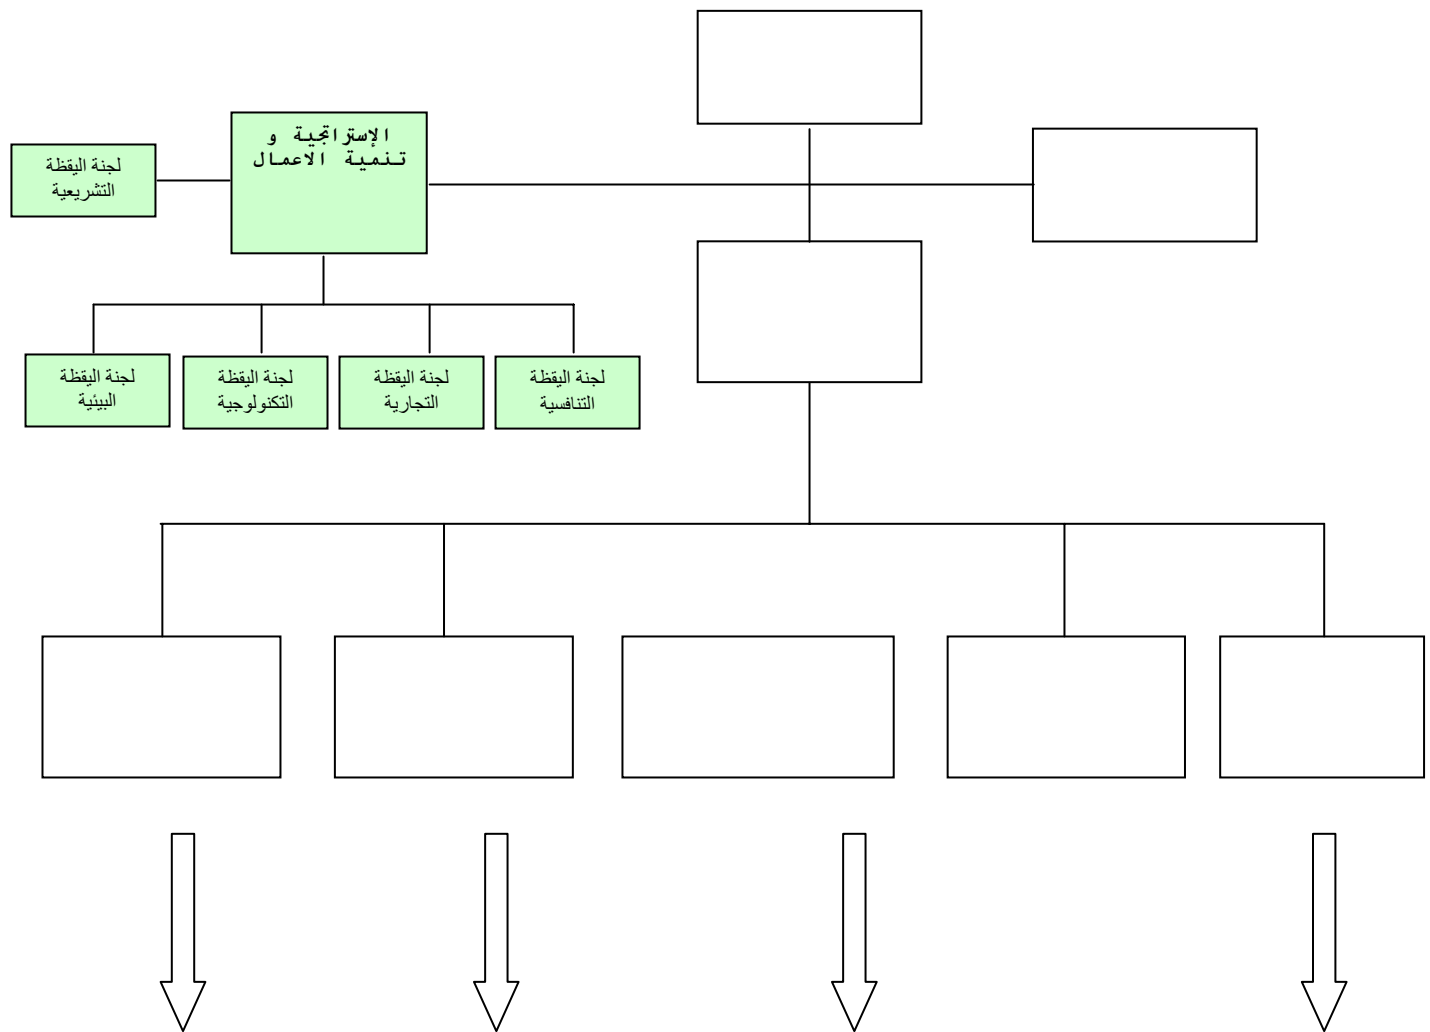 الإستراتجية و
تنمية الاعمال
لجنة اليقظة
التشريعية
لجنة اليقظة
التنافسية
لجنة اليقظة
التجارية
لجنة اليقظة
التكنولوجية
لجنة اليقظة
البيئية